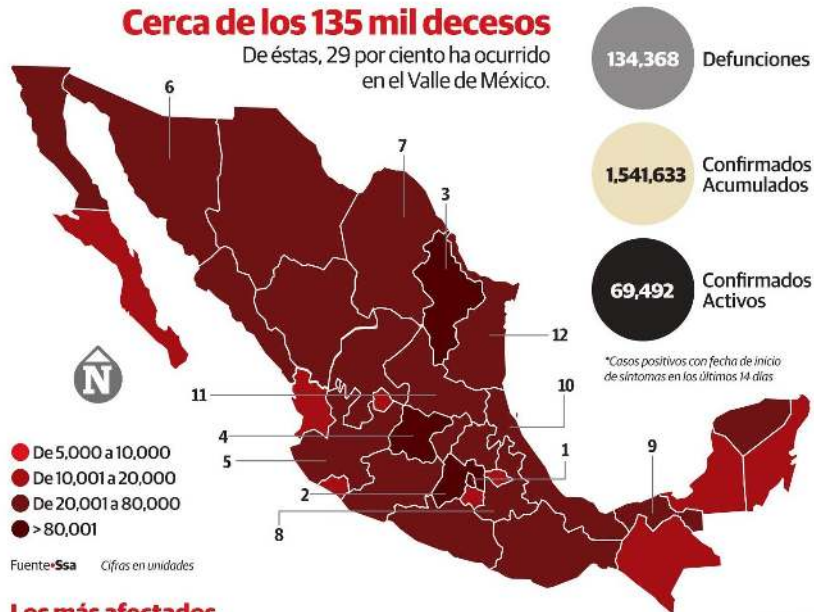 Cerca de los 135 mil decesos
De éstas, 29 por ciento ha ocurrido
en el Valle de México.
134,368 Defunciones
1,541,633 Confirmados
Acumulados
69,492 Confirmados
Activos
*Casos positivos con fecha de inicio
de síntomas en los últimos 14 días
6
7
3
12
11
10
4
1
5
9
2
8
N
De 5,000 a 10,000
De 10,001 a 20,000
De 20,001 a 80,000
> 80,001
Fuente•Ssa Cifras en unidades
Los más afectados